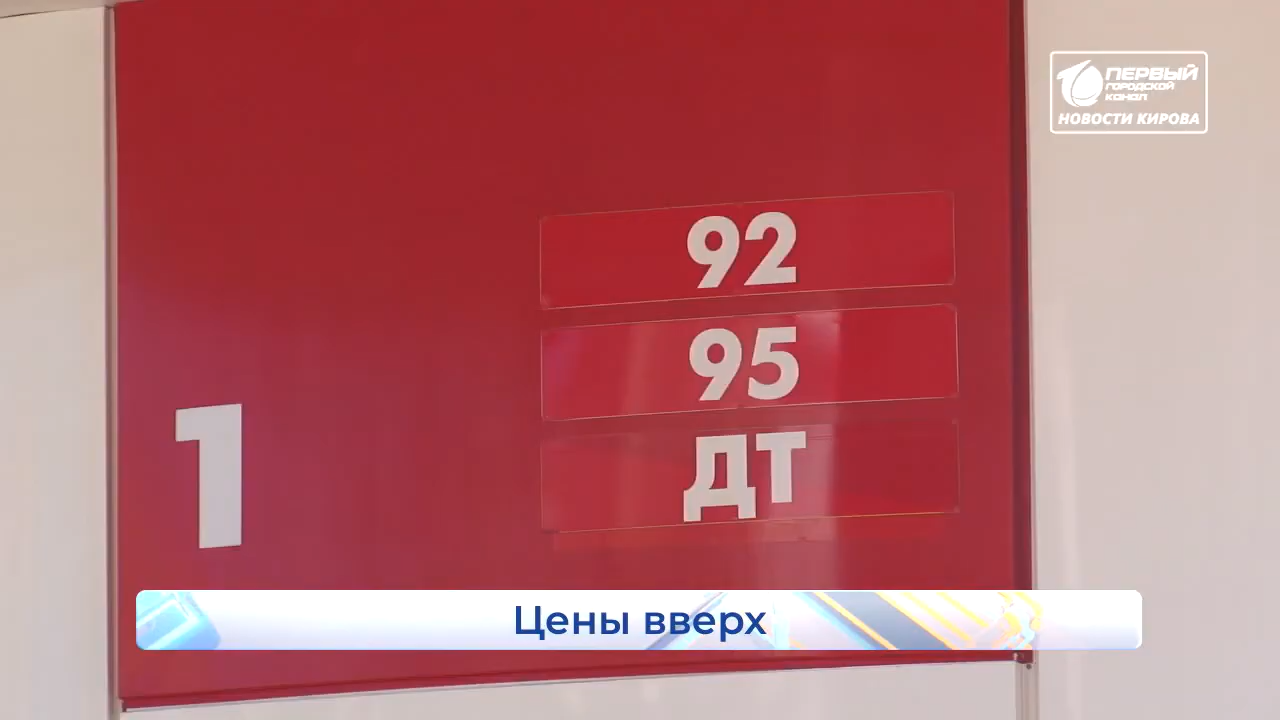 ПЕРВЫЙ
ГОРОДСКОЙ
КАНАЛ
НОВОСТИ КИРОВА
92
95
ДТ
1
Цены вверх